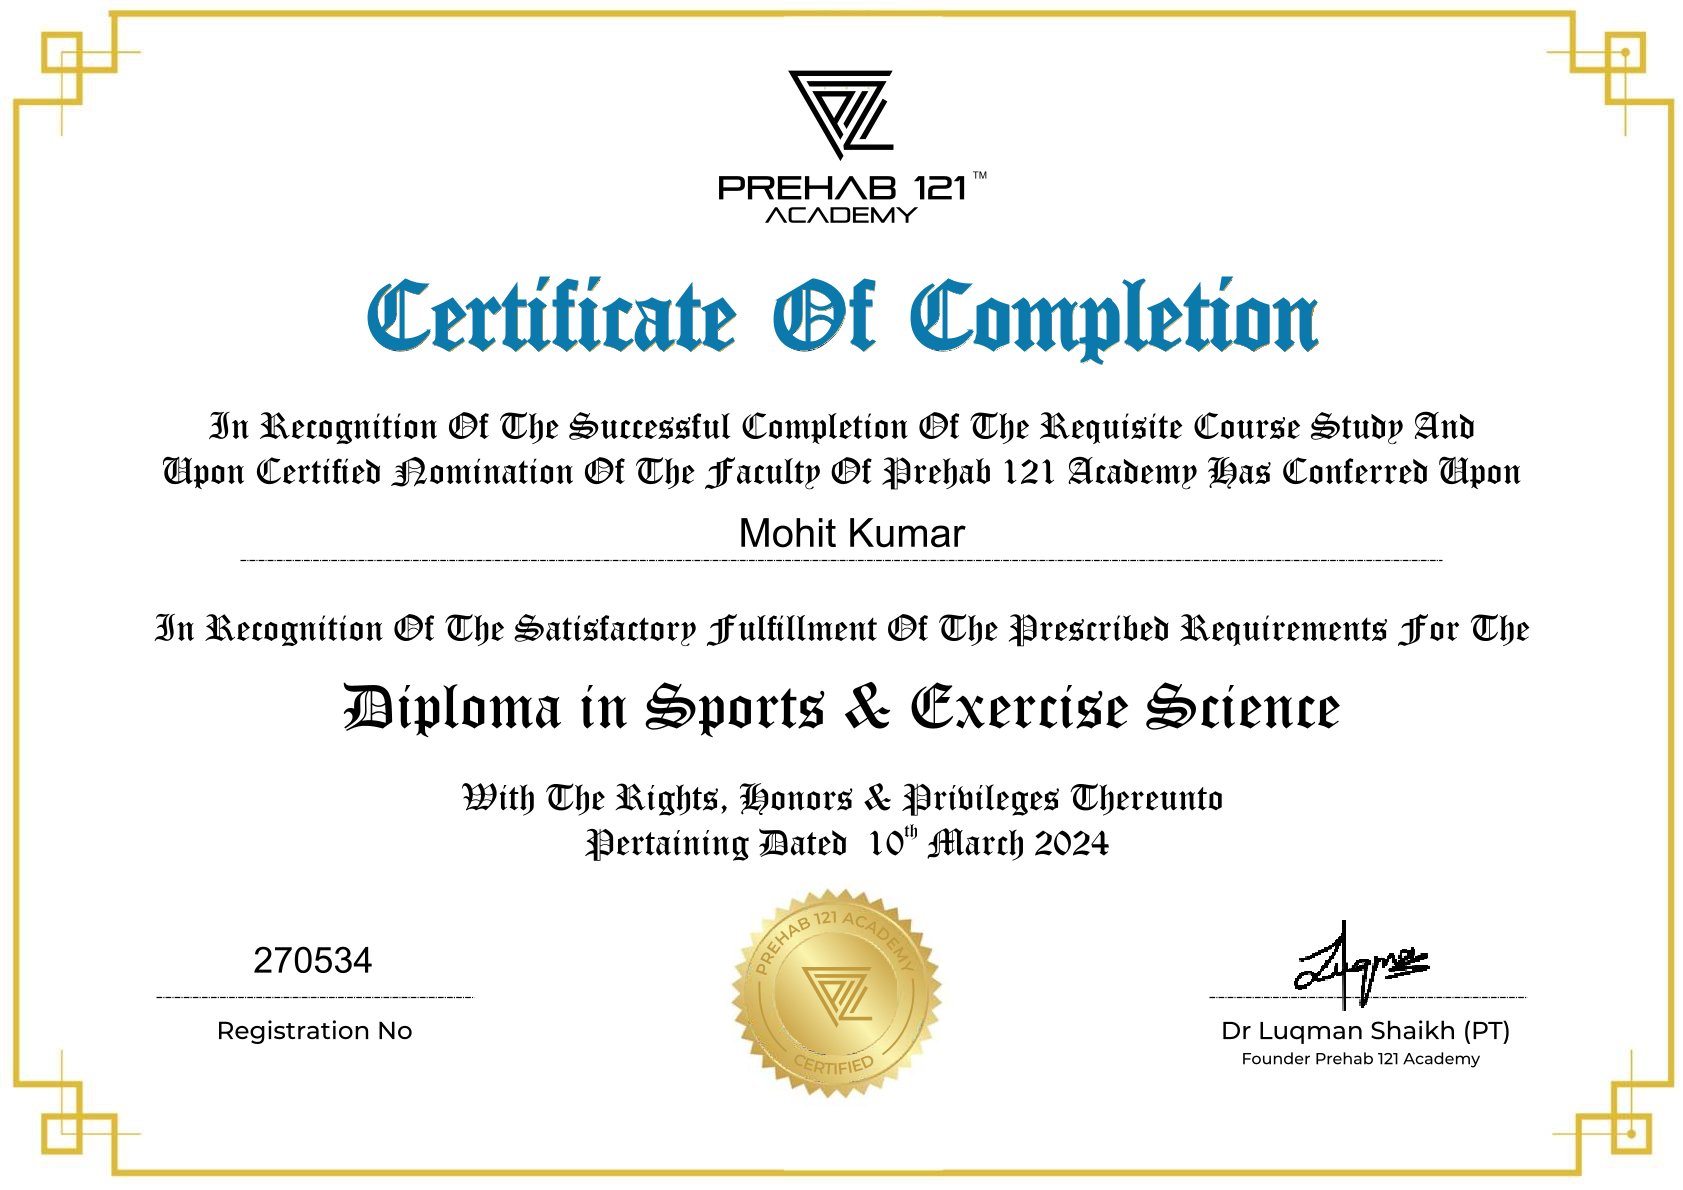 PREHAB 121 ™
ACADEMY
Certificate Of Completion
In Recognition Of The Successful Completion Of The Requisite Course Study And
Upon Certified Nomination Of The Faculty Of Prehab 121 Academy Has Conferred Upon
Mohit Kumar
In Recognition Of The Satisfactory Fulfillment Of The Prescribed Requirements For The
Diploma in Sports & Exercise Science
With The Rights, Honors & Privileges Thereunto
Pertaining Dated 10th March 2024
270534
Registration No
PREHAB 121 ACADEMY
CERTIFIED
Luqman
Dr Luqman Shaikh (PT)
Founder Prehab 121 Academy